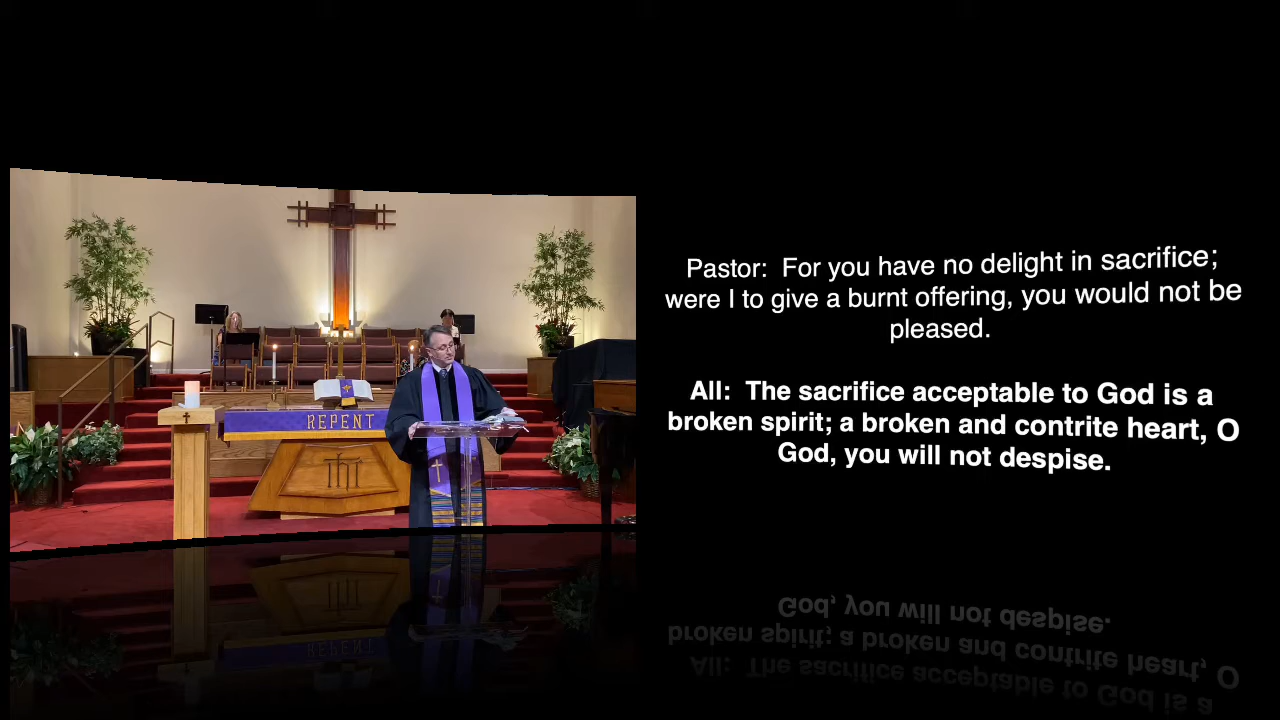 REPENT
Pastor:  For you have no delight in sacrifice;
were I to give a burnt offering, you would not be
pleased.
All:  The sacrifice acceptable to God is a
broken spirit; a broken and contrite heart, O
God, you will not despise.